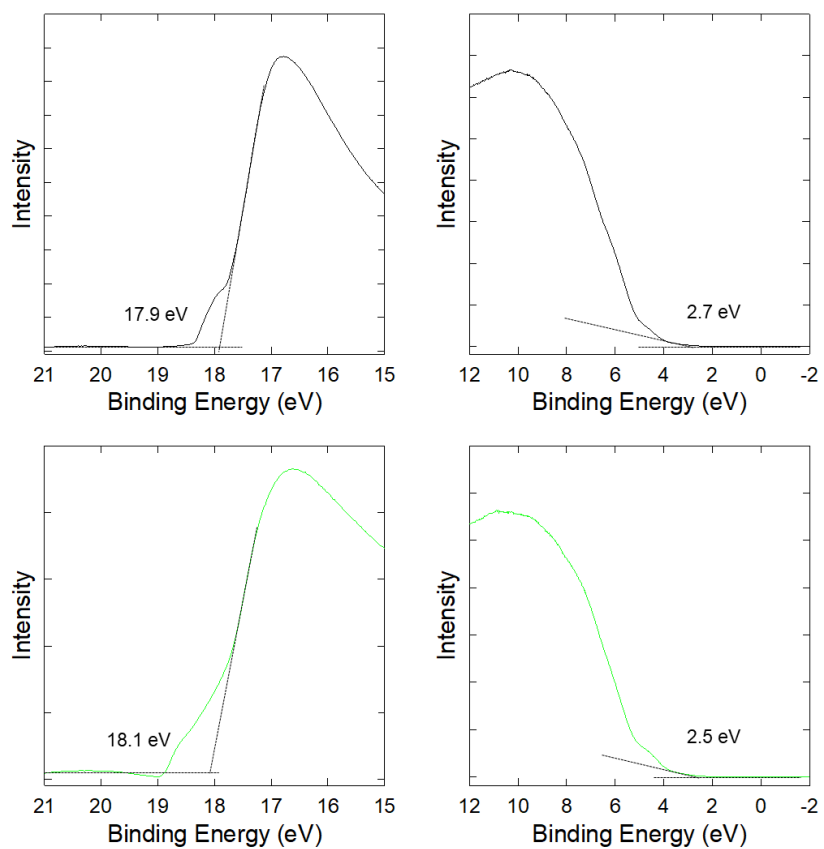 Intensity
17.9 eV
21 20 19 18 17 16 15
Binding Energy (eV)
Intensity
2.7 eV
12 10 8 6 4 2 0 -2
Binding Energy (eV)
Intensity
18.1 eV
21 20 19 18 17 16 15
Binding Energy (eV)
Intensity
2.5 eV
12 10 8 6 4 2 0 -2
Binding Energy (eV)